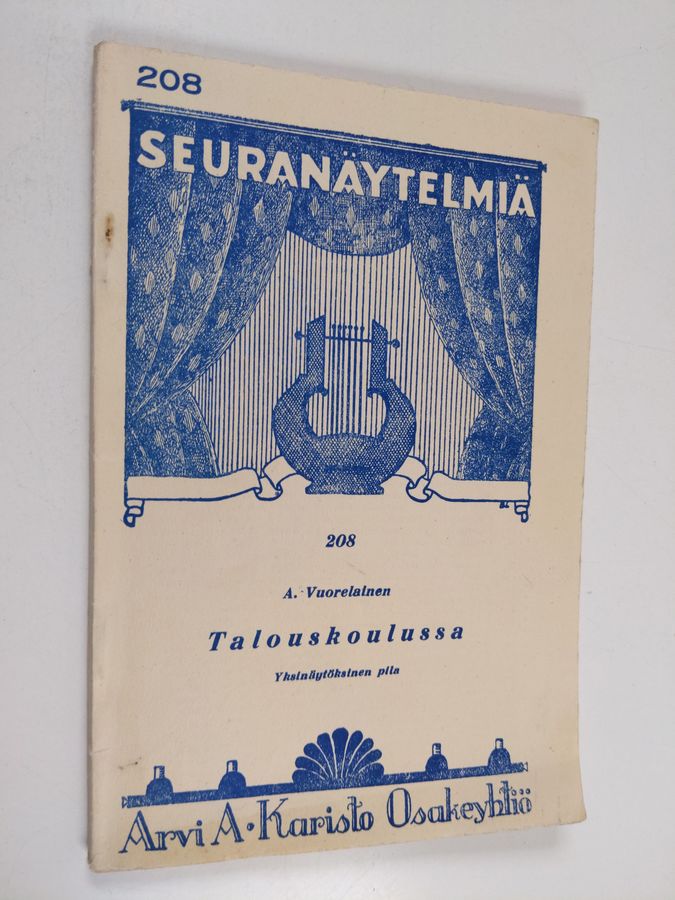 208
SEURANÄYTELMIÄ
208
A. Vuorelainen
Talouskoulussa
Yksinäytöksinen pila
Arvi A. Karisto Osakeyhtiö